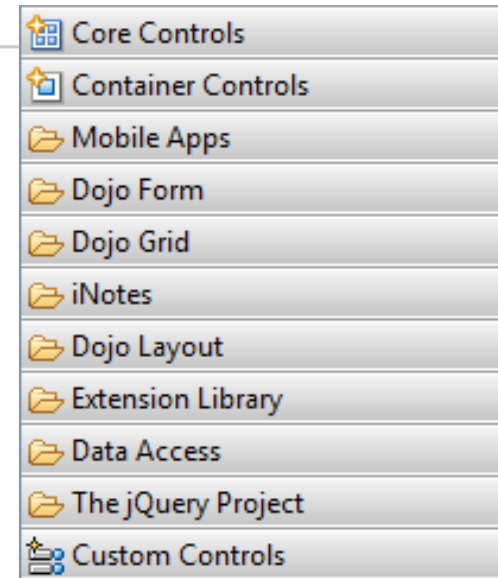 Core Controls
Container Controls
Mobile Apps
Dojo Form
Dojo Grid
iNotes
Dojo Layout
Extension Library
Data Access
The jQuery Project
Custom Controls